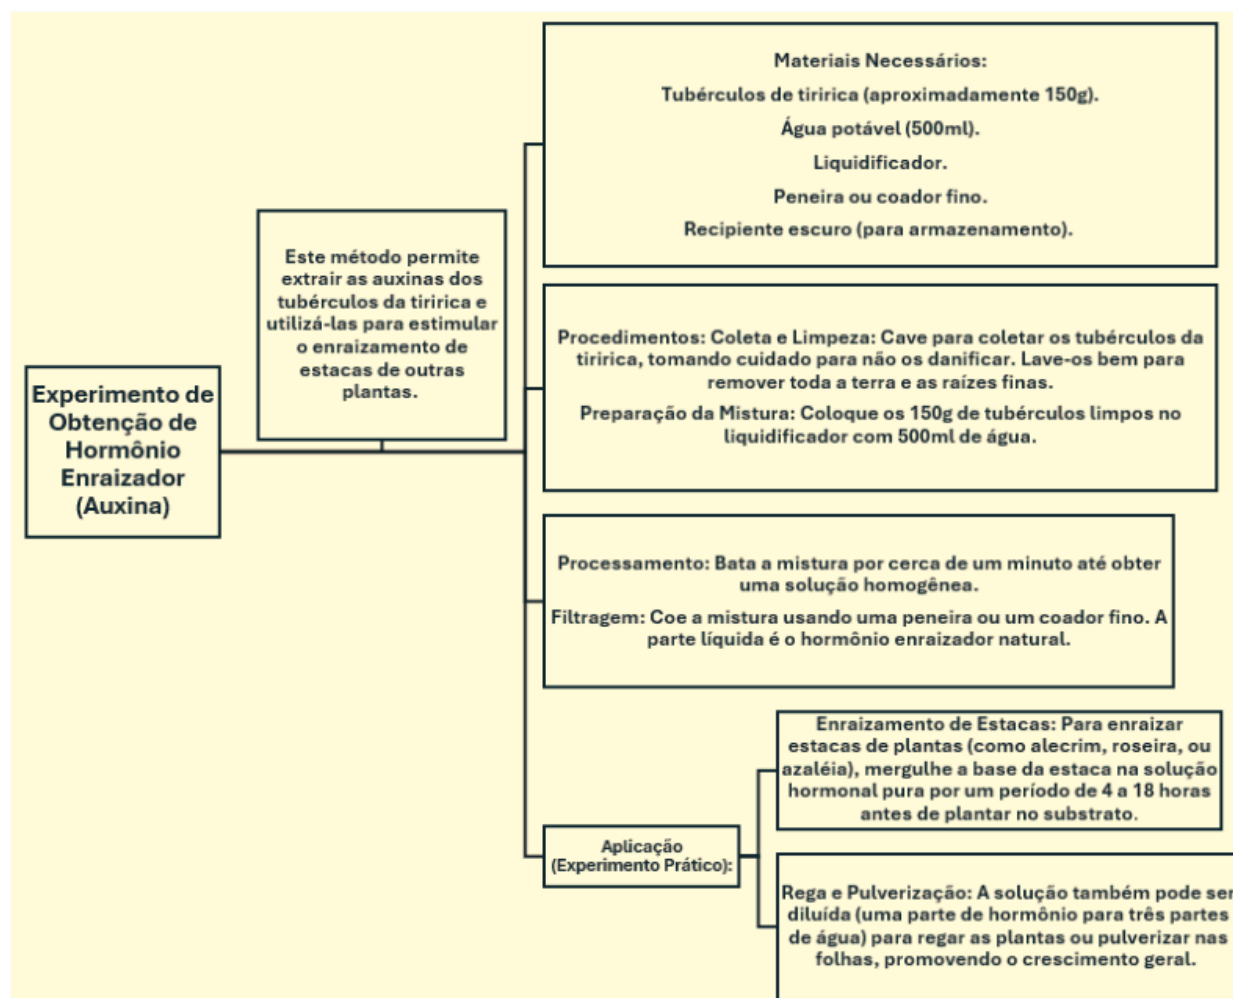 Experimento de
Obtenção de
Hormônio
Enraizador
(Auxina)
Este método permite
extrair as auxinas dos
tubérculos da tiririca e
utilizá-las para estimular
o enraizamento de
estacas de outras
plantas.
Materiais Necessários:
Tubérculos de tiririca (aproximadamente 150g).
Água potável (500ml).
Liquidificador.
Peneira ou coador fino.
Recipiente escuro (para armazenamento).
Procedimentos: Coleta e Limpeza: Cave para coletar os tubérculos da
tiririca, tomando cuidado para não os danificar. Lave-os bem para
remover toda a terra e as raízes finas.
Preparação da Mistura: Coloque os 150g de tubérculos limpos no
liquidificador com 500ml de água.
Processamento: Bata a mistura por cerca de um minuto até obter
uma solução homogênea.
Filtragem: Coe a mistura usando uma peneira ou um coador fino. A
parte líquida é o hormônio enraizador natural.
Aplicação
(Experimento Prático):
Enraizamento de Estacas: Para enraizar
estacas de plantas (como alecrim, roseira, ou
azaléia), mergulhe a base da estaca na solução
hormonal pura por um período de 4 a 18 horas
antes de plantar no substrato.
Rega e Pulverização: A solução também pode ser
diluída (uma parte de hormônio para três partes
de água) para regar as plantas ou pulverizar nas
folhas, promovendo o crescimento geral.